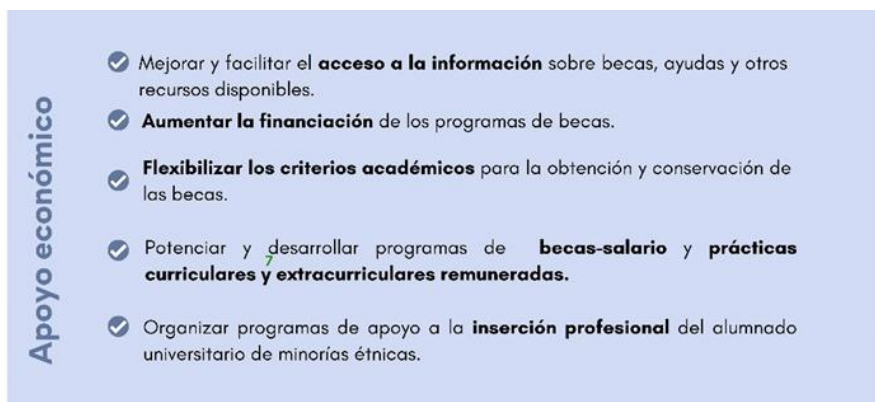 Apoyo económico
Mejorar y facilitar el acceso a la información sobre becas, ayudas y otros
recursos disponibles.
Aumentar la financiación de los programas de becas.
Flexibilizar los criterios académicos para la obtención y conservación de
las becas.
Potenciar y desarrollar programas de becas-salario y prácticas
7
curriculares y extracurriculares remuneradas.
Organizar programas de apoyo a la inserción profesional del alumnado
universitario de minorías étnicas.